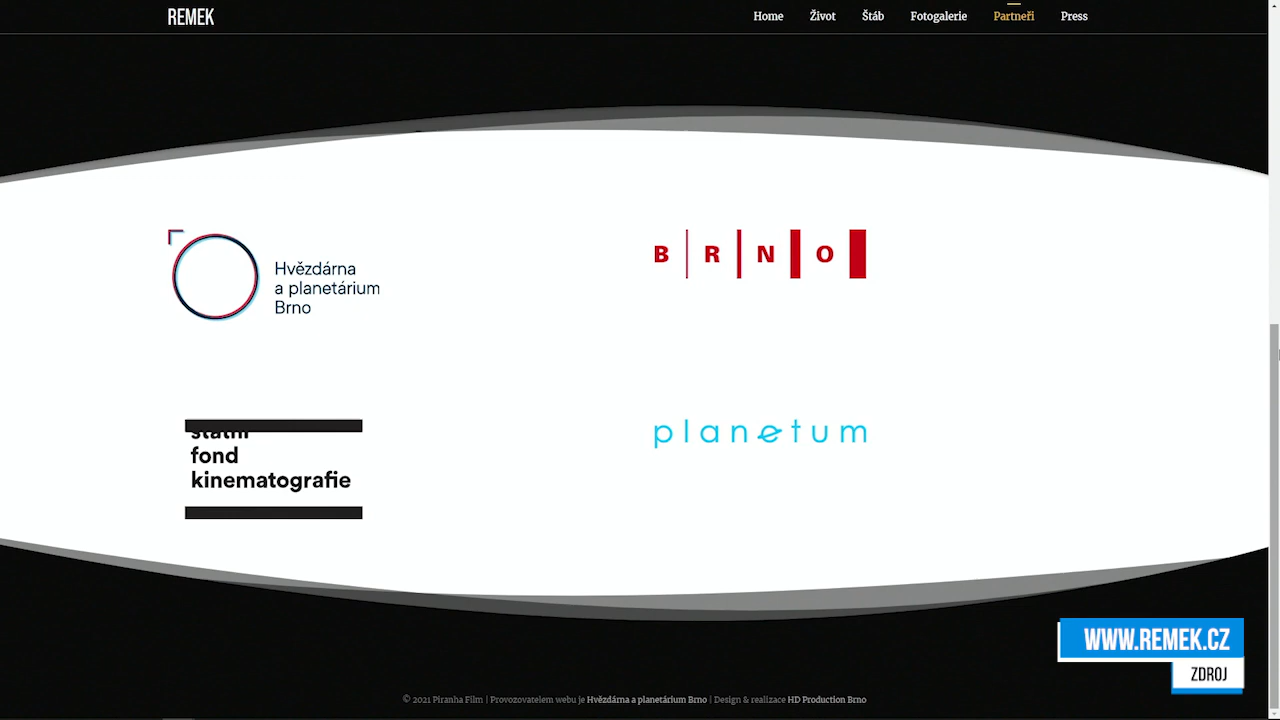 REMEK
Home Život Štáb Fotogalerie Partneři Press
Hvězdárna
a planetárium
Brno
B R N O
státní
fond
kinematografie
planetum
WWW.REMEK.CZ
ZDROJ
© 2021 Piranha Film | Provozovatelem webu je Hvězdárna a planetárium Brno | Design & realizace HD Production Brno